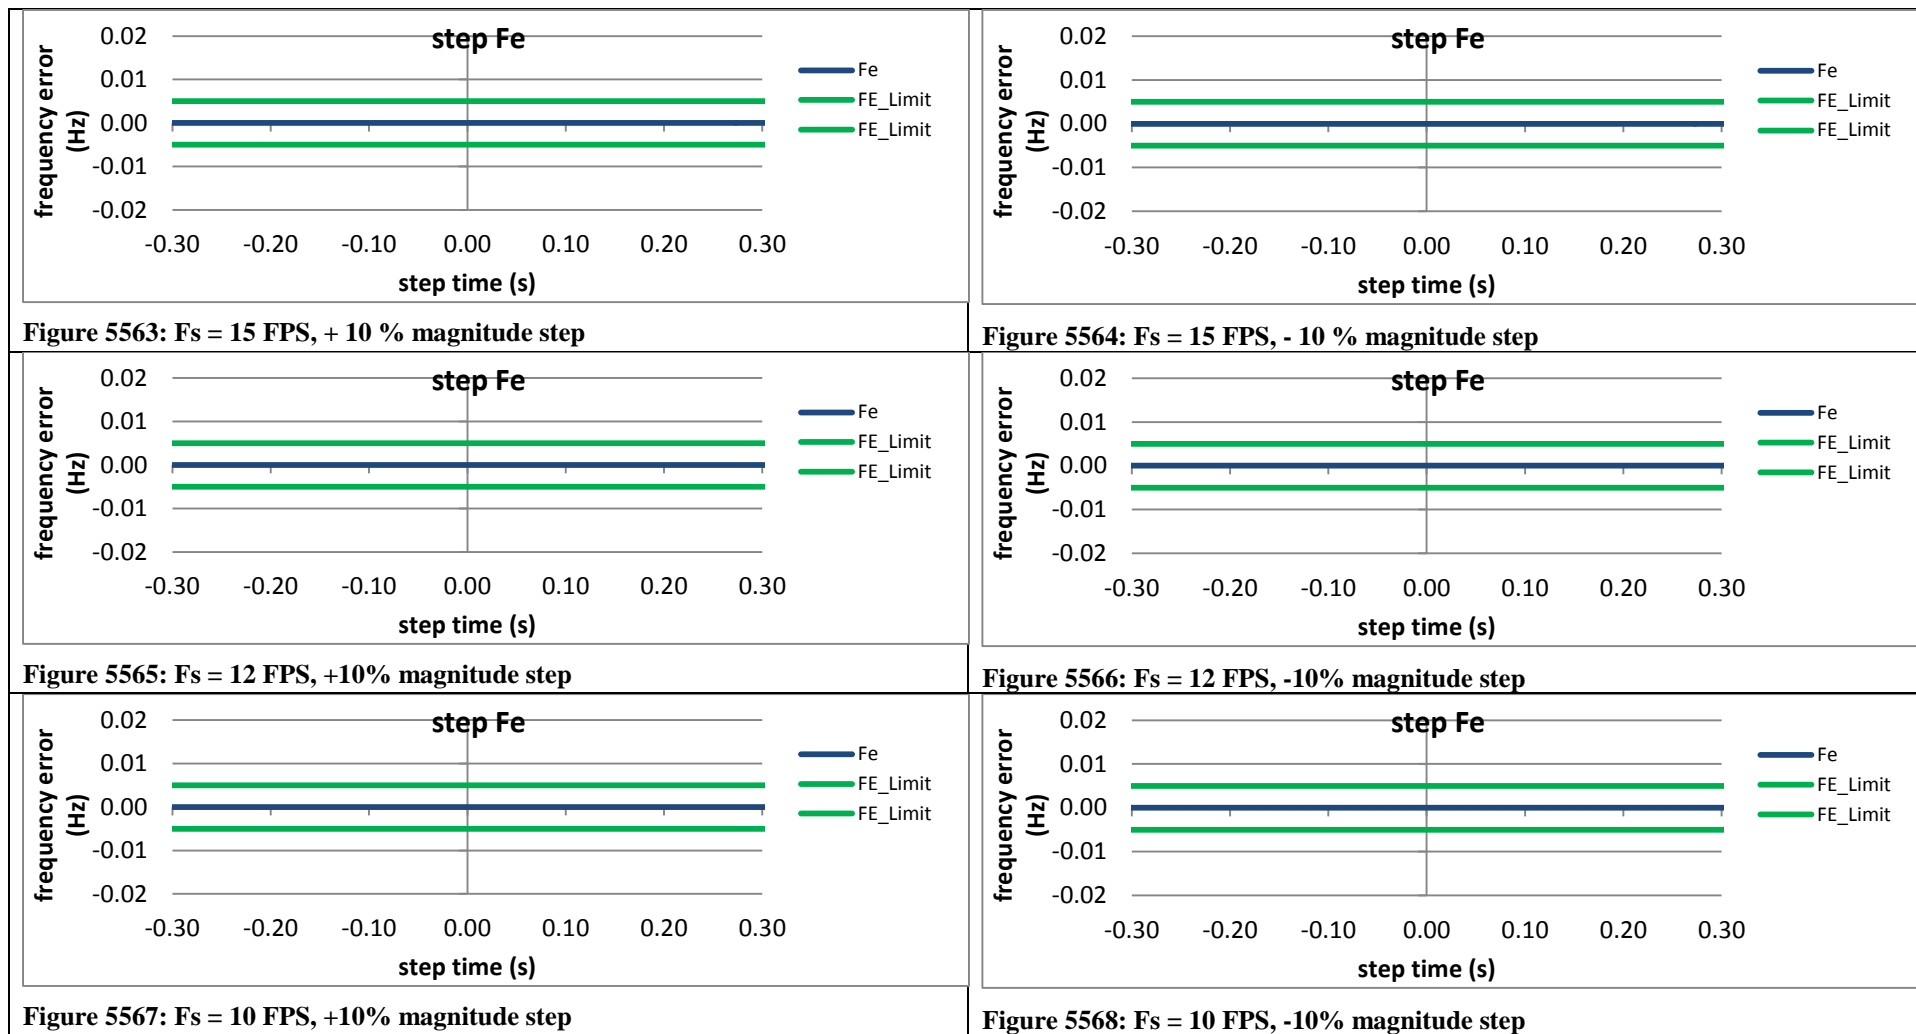 step Fe
0.02
0.01
0.00
-0.01
-0.02
frequency error
(Hz)
-0.30 -0.20 -0.10 0.00 0.10 0.20 0.30
step time (s)
Fe
FE_Limit
FE_Limit
Figure 5563: Fs = 15 FPS, + 10 % magnitude step
step Fe
0.02
0.01
0.00
-0.01
-0.02
frequency error
(Hz)
-0.30 -0.20 -0.10 0.00 0.10 0.20 0.30
step time (s)
Fe
FE_Limit
FE_Limit
Figure 5564: Fs = 15 FPS, - 10 % magnitude step
step Fe
0.02
0.01
0.00
-0.01
-0.02
frequency error
(Hz)
-0.30 -0.20 -0.10 0.00 0.10 0.20 0.30
step time (s)
Fe
FE_Limit
FE_Limit
Figure 5565: Fs = 12 FPS, +10% magnitude step
step Fe
0.02
0.01
0.00
-0.01
-0.02
frequency error
(Hz)
-0.30 -0.20 -0.10 0.00 0.10 0.20 0.30
step time (s)
Fe
FE_Limit
FE_Limit
Figure 5566: Fs = 12 FPS, -10% magnitude step
step Fe
0.02
0.01
0.00
-0.01
-0.02
frequency error
(Hz)
-0.30 -0.20 -0.10 0.00 0.10 0.20 0.30
step time (s)
Fe
FE_Limit
FE_Limit
Figure 5567: Fs = 10 FPS, +10% magnitude step
step Fe
0.02
0.01
0.00
-0.01
-0.02
frequency error
(Hz)
-0.30 -0.20 -0.10 0.00 0.10 0.20 0.30
step time (s)
Fe
FE_Limit
FE_Limit
Figure 5568: Fs = 10 FPS, -10% magnitude step